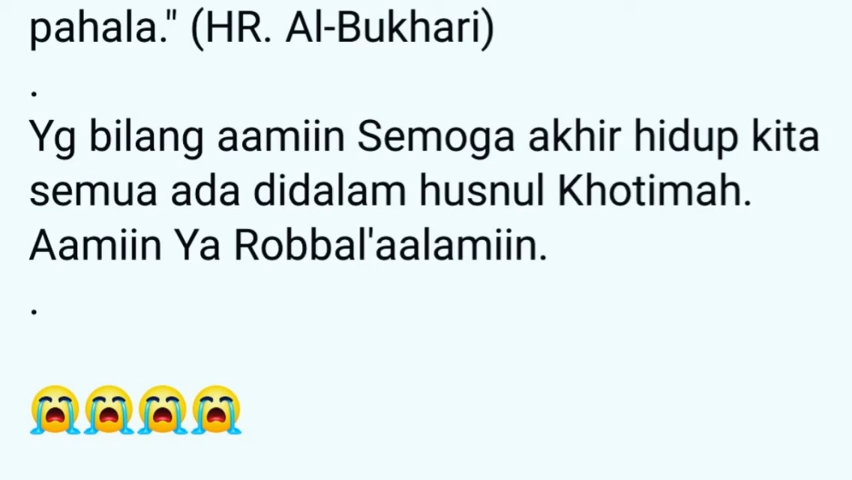 pahala." (HR. Al-Bukhari)
.
Yg bilang aamiin Semoga akhir hidup kita
semua ada didalam husnul Khotimah.
Aamiin Ya Robbal'aalamiin.
.
😭😭😭😭